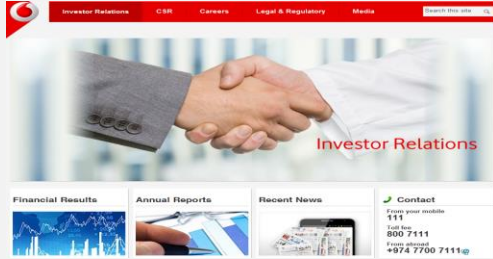 Investor Relations CSR Careers Legal & Regulatory Media Search this site
Investor Relations
Financial Results Annual Reports Recent News Contact
From your mobile
111
Toll fee
800 7111
From abroad
+974 7700 7111